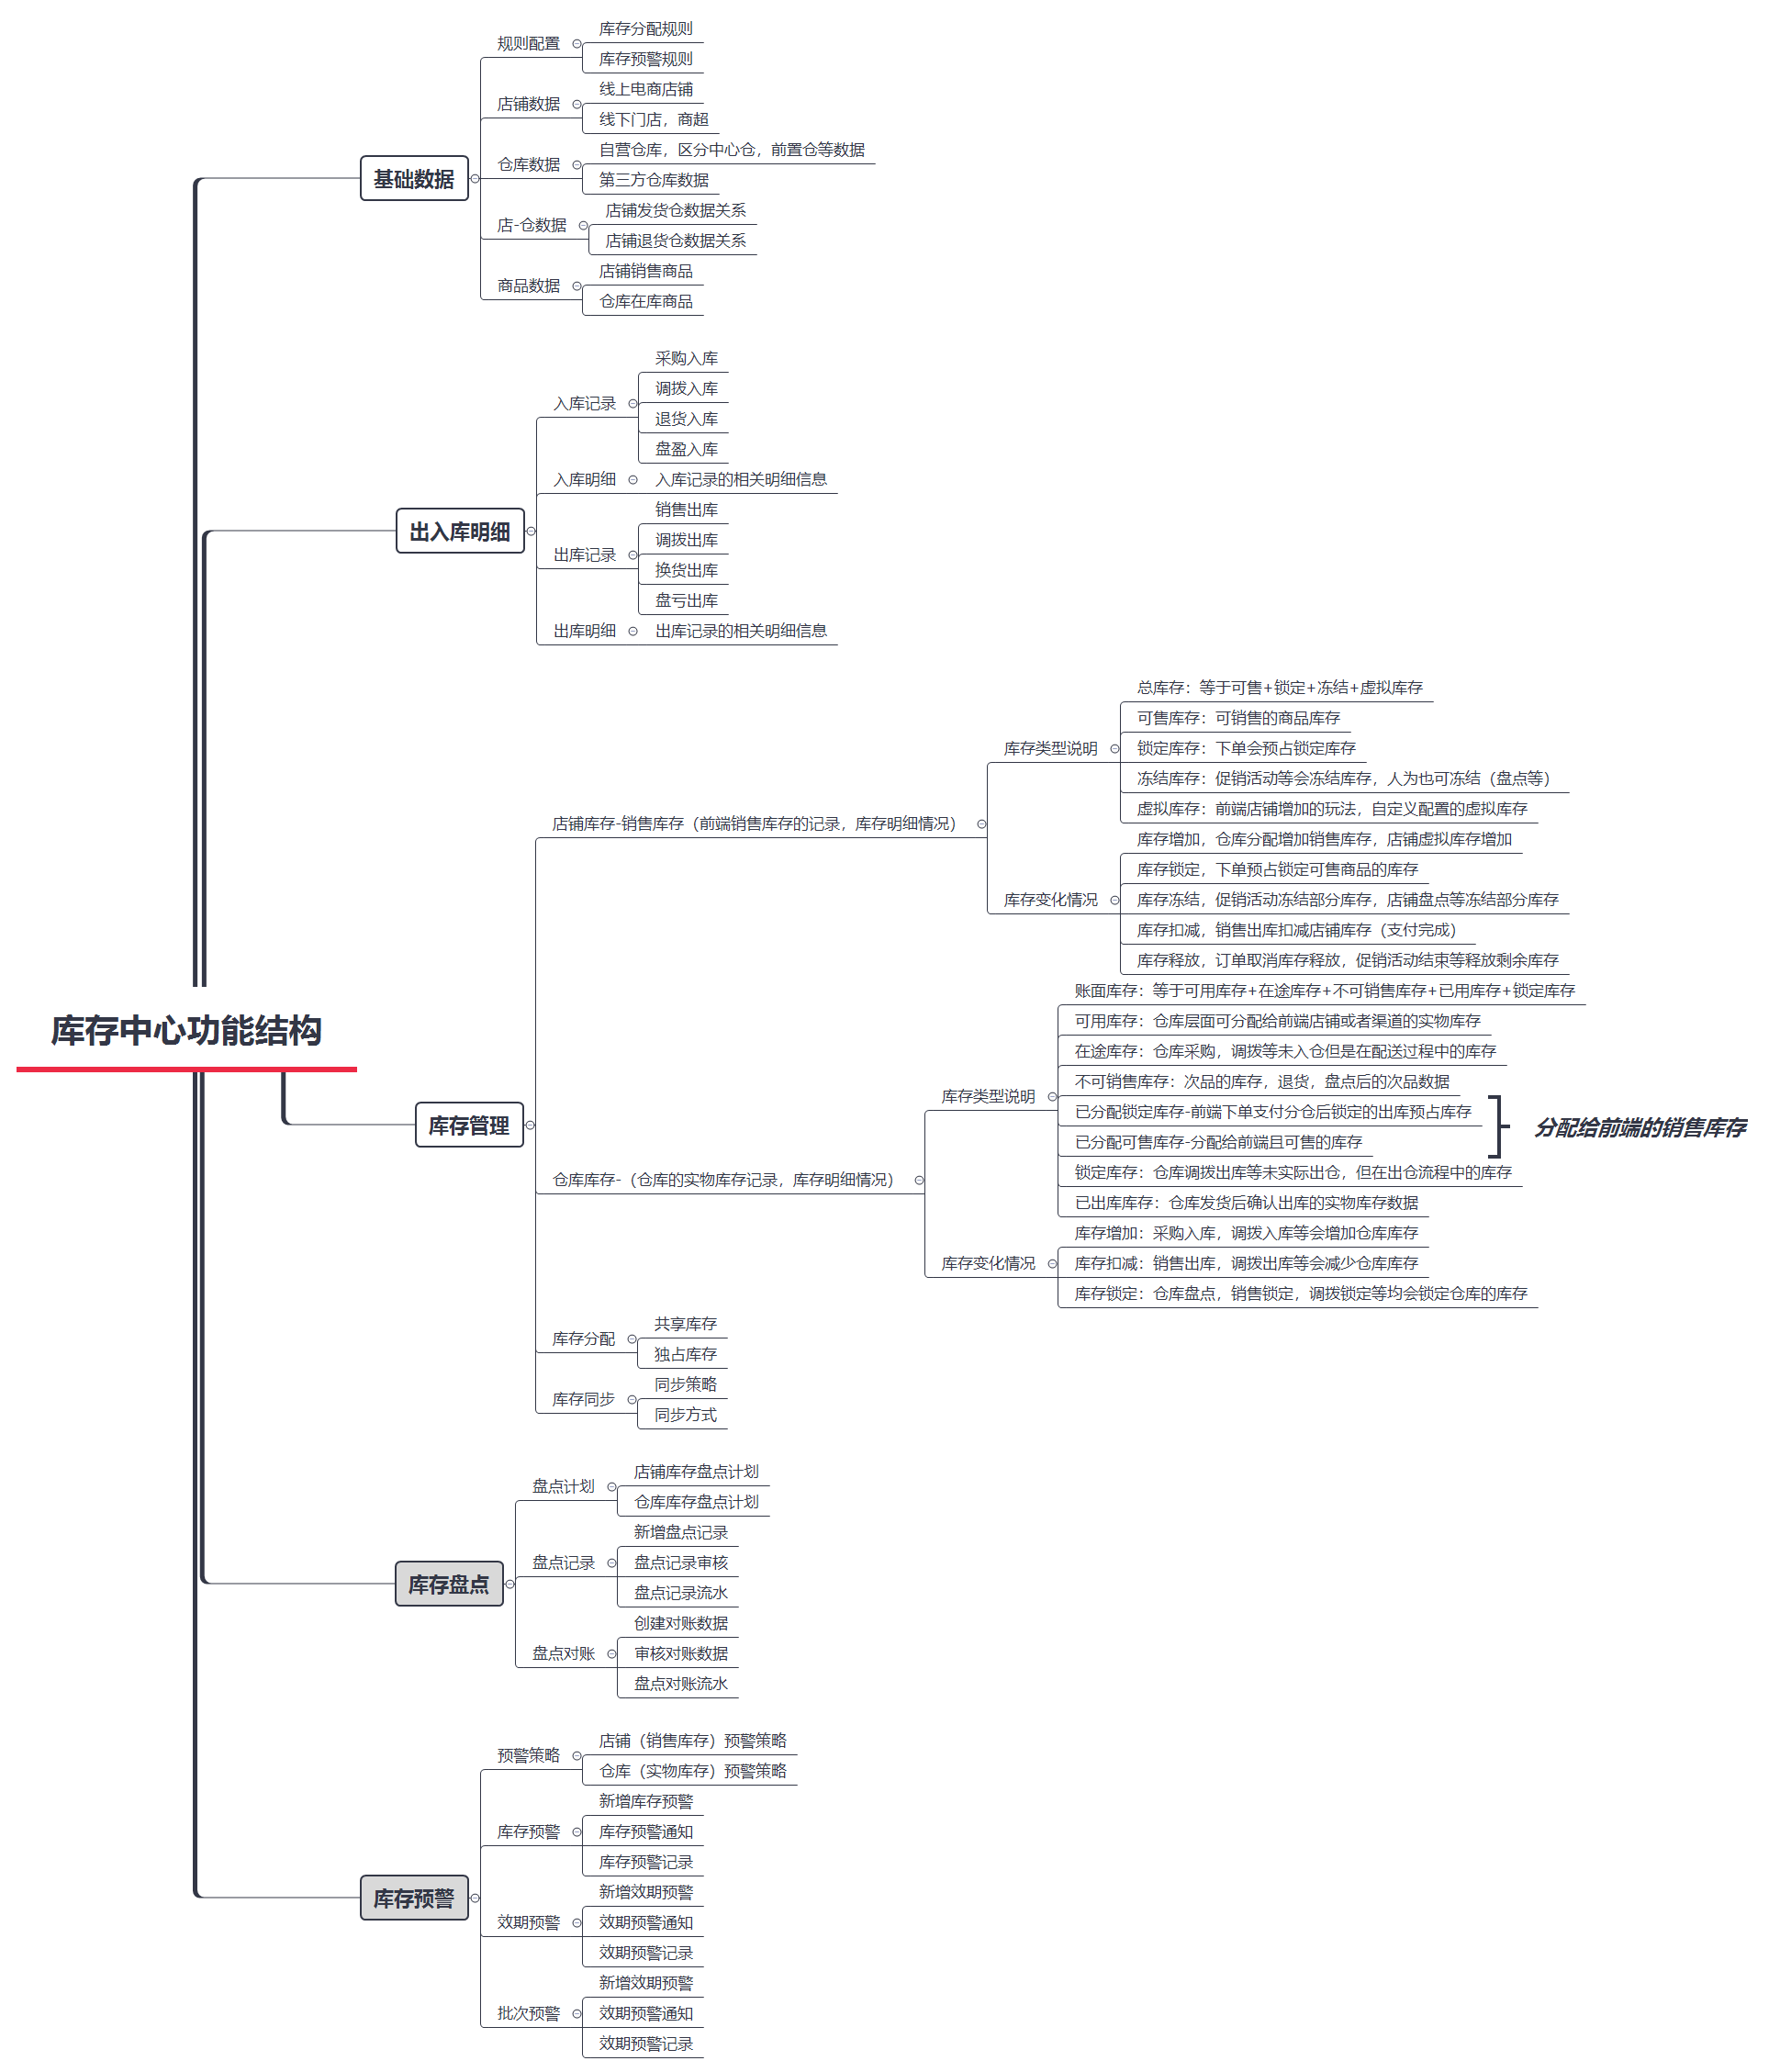 库存中心功能结构
基础数据
规则配置
库存分配规则
库存预警规则
店铺数据
线上电商店铺
线下门店，商超
仓库数据
自营仓库，区分中心仓，前置仓等数据
第三方仓库数据
店-仓数据
店铺发货仓数据关系
店铺退货仓数据关系
商品数据
店铺销售商品
仓库在库商品
出入库明细
入库记录
采购入库
调拨入库
退货入库
盘盈入库
入库明细
入库记录的相关明细信息
出库记录
销售出库
调拨出库
换货出库
盘亏出库
出库明细
出库记录的相关明细信息
库存管理
店铺库存-销售库存（前端销售库存的记录，库存明细情况）
库存类型说明
总库存：等于可售+锁定+冻结+虚拟库存
可售库存：可销售的商品库存
锁定库存：下单会预占锁定库存
冻结库存：促销活动等会冻结库存，人为也可冻结（盘点等）
虚拟库存：前端店铺增加的玩法，自定义配置的虚拟库存
库存变化情况
库存增加，仓库分配增加销售库存，店铺虚拟库存增加
库存锁定，下单预占锁定可售商品的库存
库存冻结，促销活动冻结部分库存，店铺盘点等冻结部分库存
库存扣减，销售出库扣减店铺库存（支付完成）
库存释放，订单取消库存释放，促销活动结束等释放剩余库存
仓库库存-（仓库的实物库存记录，库存明细情况）
库存类型说明
账面库存：等于可用库存+在途库存+不可销售库存+已用库存+锁定库存
可用库存：仓库层面可分配给前端店铺或者渠道的实物库存
在途库存：仓库采购，调拨等未入仓但是在配送过程中的库存
不可销售库存：次品的库存，退货，盘点后的次品数据
已分配锁定库存-前端下单支付分仓后锁定的出库预占库存
已分配可售库存-分配给前端且可售的库存
分配给前端的销售库存
锁定库存：仓库调拨出库等未实际出仓，但在出仓流程中的库存
已出库库存：仓库发货后确认出库的实物库存数据
库存变化情况
库存增加：采购入库，调拨入库等会增加仓库库存
库存扣减：销售出库，调拨出库等会减少仓库库存
库存锁定：仓库盘点，销售锁定，调拨锁定等均会锁定仓库的库存
库存分配
共享库存
独占库存
库存同步
同步策略
同步方式
库存盘点
盘点计划
店铺库存盘点计划
仓库库存盘点计划
盘点记录
新增盘点记录
盘点记录审核
盘点记录流水
盘点对账
创建对账数据
审核对账数据
盘点对账流水
库存预警
预警策略
店铺（销售库存）预警策略
仓库（实物库存）预警策略
库存预警
新增库存预警
库存预警通知
库存预警记录
效期预警
新增效期预警
效期预警通知
效期预警记录
批次预警
新增效期预警
效期预警通知
效期预警记录